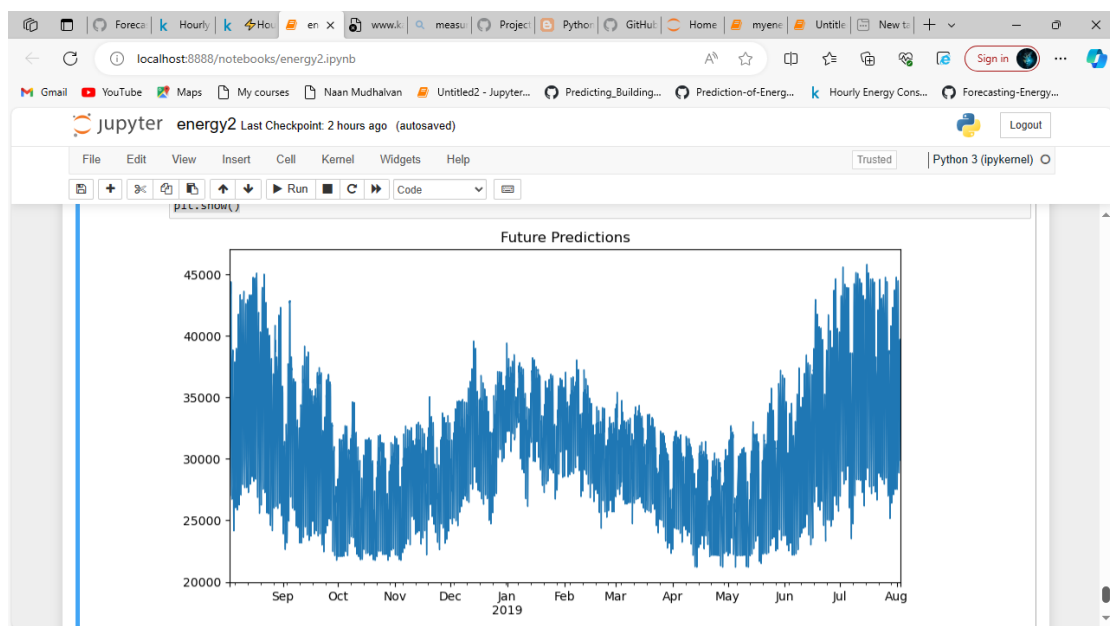 Foreca
Hourly
Hou
en
www.k
measu
Project
Python
GitHub
Home
myene
Untitle
New ta
localhost:8888/notebooks/energy2.ipynb
Sign in
Gmail
YouTube
Maps
My courses
Naan Mudhalvan
Untitled2 - Jupyter...
Predicting_Building...
Prediction-of-Energ...
Hourly Energy Cons...
Forecasting-Energy...
jupyter energy2 Last Checkpoint: 2 hours ago (autosaved)
Logout
File Edit View Insert Cell Kernel Widgets Help
Trusted
Python 3 (ipykernel)
Run
Code
plt.show()
Future Predictions
45000
40000
35000
30000
25000
20000
Sep Oct Nov Dec Jan Feb Mar Apr May Jun Jul Aug
2019